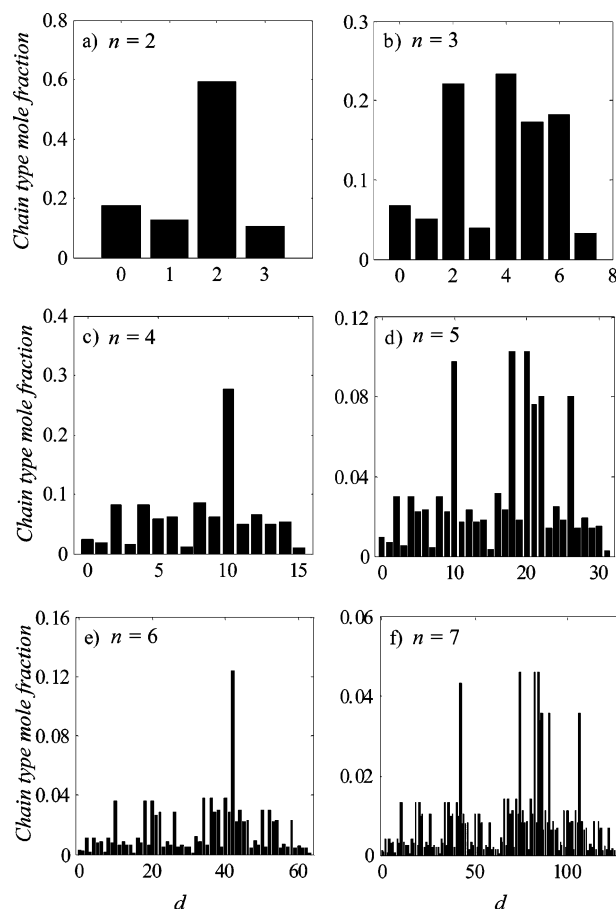 a) n = 2
Chain type mole fraction
0.8
0.6
0.4
0.2
0
0 1 2 3
b) n = 3
0.3
0.2
0.1
0
0 2 4 6 8
c) n = 4
Chain type mole fraction
0.4
0.3
0.2
0.1
0
0 5 10 15
d) n = 5
0.12
0.08
0.04
0
0 10 20 30
e) n = 6
Chain type mole fraction
0.16
0.12
0.08
0.04
0
0 20 40 60
d
f) n = 7
0.06
0.04
0.02
0
0 50 100
d